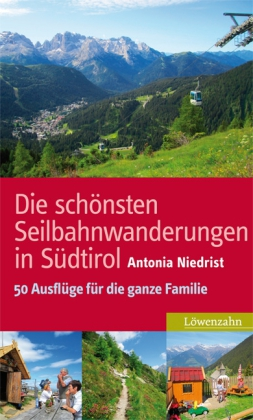 Die schönsten
Seilbahnwanderungen
in Südtirol Antonia Niedrist
50 Ausflüge für die ganze Familie
Löwenzahn